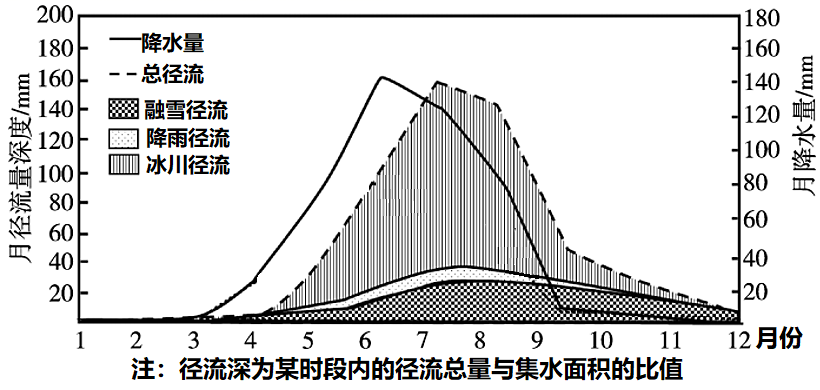 200
180
160
140
120
100
80
60
40
20
月径流量深度/mm
降水量
总径流
融雪径流
降雨径流
冰川径流
180
160
140
120
100
80
60
40
20
月降水量/mm
1 2 3 4 5 6 7 8 9 10 11 12 月份
注：径流深为某时段内的径流总量与集水面积的比值